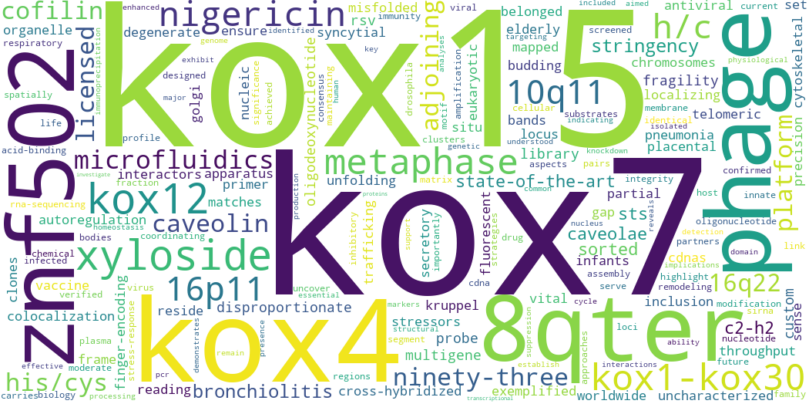 kox15
kox7
kox4
8qter
phage
znf502
kox12
xyloside
nigericin
kox1-kox30
metaphase
10q11
h/c
16p11
16q22
microfluidics
his/cys
ninety-three
caveolin
platform
adjoining
licensed
cofilin
organelle
respiratory
spatially
life
acid-binding
enhanced
immunoprecipitation
degenerate
ensure
genome
misfolded
rsv
syncytial
identified
immunity
viral
belonged
elderly
mapped
budding
bands
locus
library
included
aimed
targeting
screened
antiviral
current
set
stringency
chromosomes
eukaryotic
fragility
localizing
key
analyses
drosophila
motif
clusters
amplification
situ
cellular
genetic
substrates
indicating
understood
aspects
membrane
isolated
identical
knockdown
telomeric
pneumonia
placental
pairs
cytoskeletal
physiological
precision
designed
exhibit
major
golgi
profile
nucleic
significance
achieved
maintaining
human
consensus
oligodeoxynucleotide
interactors
apparatus
investigate
fraction
primer
matches
rna-sequencing
autoregulation
homeostasis
coordinating
bodies
chemical
infected
clones
vaccine
virus
verified
colocalization
plasma
frame
moderate
effective
carries
biology
processing
stress-response
finger-encoding
reading
pcr
reside
disproportionate
demonstrates
remain
presence
bronchiolitis
uncover
essential
markers
structural
segment
regions
cross-hybridized
production
unfolding
matrix
proteins
inhibitory
trafficking
support
strategies
secretory
importantly
cdna
fluorescent
state-of-the-art
common
partial
integrity
gap
sts
nucleus
reveals
caveolae
drug
sorted
infants
assembly
serve
cdnas
highlight
remodeling
host
confirmed
innate
oligonucleotide
detection
partners
domain
link
implications
modification
sirna
kruppel
stressors
probe
multigene
vital
cycle
suppression
establish
approaches
loci
inclusion
interactions
ability
c2-h2
nucleotide
throughput
future
custom
sense
exemplified
worldwide
uncharacterized
family
transcriptional